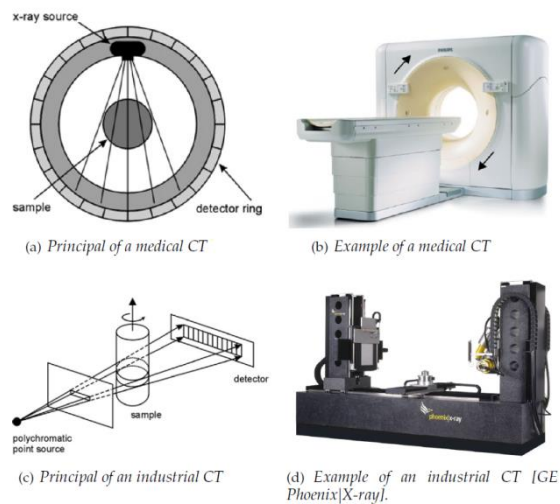 x-ray source
sample
detector ring
(a) Principal of a medical CT
PHILIPS
(b) Example of a medical CT
polychromatic
point source
sample
detector
(c) Principal of an industrial CT
phoenix|x-ray
(d) Example of an industrial CT [GE
Phoenix|X-ray].